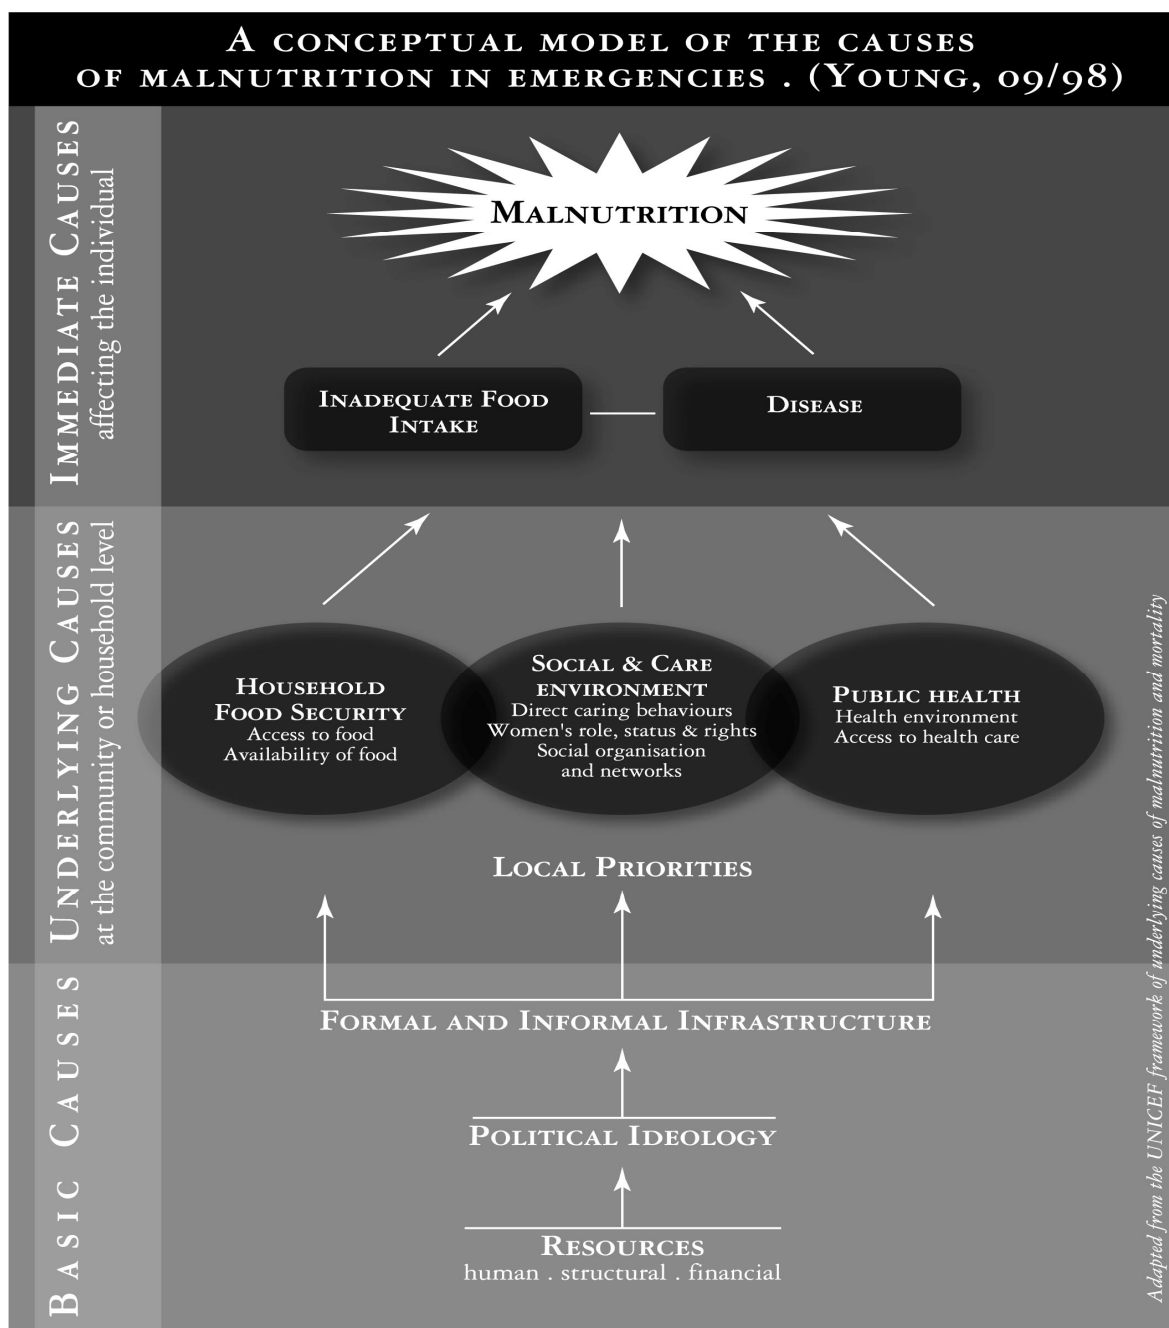 A CONCEPTUAL MODEL OF THE CAUSES
OF MALNUTRITION IN EMERGENCIES . (YOUNG, 09/98)
IMMEDIATE CAUSES
affecting the individual
MALNUTRITION
INADEQUATE FOOD
INTAKE
DISEASE
UNDERLYING CAUSES
at the community or household level
HOUSEHOLD
FOOD SECURITY
Access to food
Availability of food
SOCIAL & CARE
ENVIRONMENT
Direct caring behaviours
Women's role, status & rights
Social organisation
and networks
PUBLIC HEALTH
Health environment
Access to health care
LOCAL PRIORITIES
BASIC CAUSES
FORMAL AND INFORMAL INFRASTRUCTURE
POLITICAL IDEOLOGY
RESOURCES
human . structural . financial
Adapted from the UNICEF framework of underlying causes of malnutrition and mortality